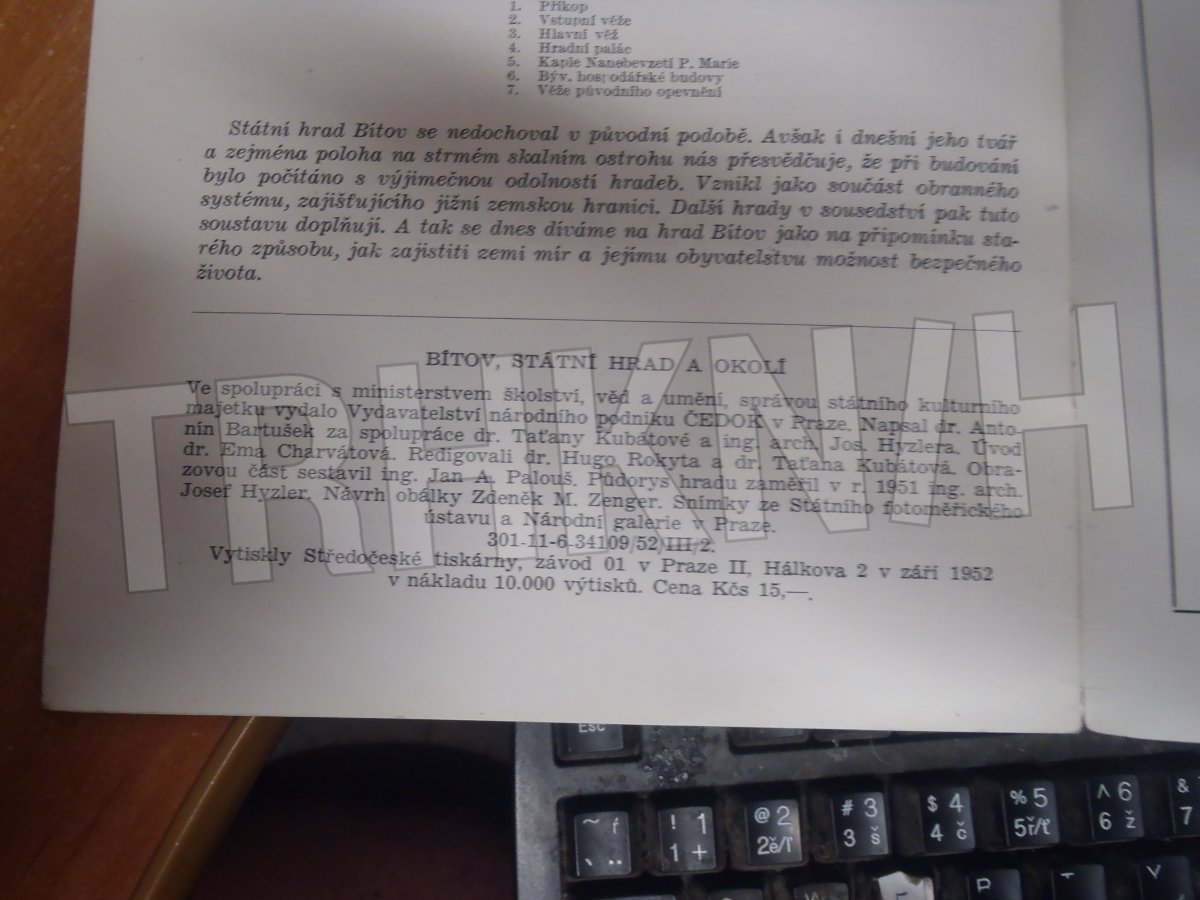 1. Příkop
2. Vstupní věže
3. Hlavní věž
4. Hradní palác
5. Kaple Nanebevzetí P. Marie
6. Býv. hospodářské budovy
7. Věže původního opevnění
Státní hrad Bítov se nedochoval v původní podobě. Avšak i dnešní jeho tvář
a zejména poloha na strmém skalním ostrohu nás přesvědčuje, že při budování
bylo počítáno s výjimečnou odolností hradeb. Vznikl jako součást obranného
systému, zajišťujícího jižní zemskou hranici. Další hrady v sousedství pak tuto
soustavu doplňují. A tak se dnes díváme na hrad Bítov jako na připomínku sta-
rého způsobu, jak zajistiti zemi mír a jejímu obyvatelstvu možnost bezpečného
života.
BÍTOV, STÁTNÍ HRAD A OKOLÍ
Ve spolupráci s ministerstvem školství, věd a umění, správou státního kulturního
majetku vydalo Vydavatelství národního podniku ČEDOK v Praze. Napsal dr. Anto-
nín Bartušek za spolupráce dr. Taťany Kubátové a ing. arch. Jos. Hyzlera. Úvod
dr. Ema Charvátová. Redigovali dr. Hugo Rokyta a dr. Taťana Kubátová. Obra-
zovou část sestavil ing. Jan A. Palouš. Půdorys hradu zaměřil v r. 1951 ing. arch.
Josef Hyzler. Návrh obálky Zdeněk M. Zenger. Snímky ze Státního fotoměřického
ústavu a Národní galerie v Praze.
301-11-6-34109/52/III/2.
Vytiskly Středočeské tiskárny, závod 01 v Praze II, Hálkova 2 v září 1952
v nákladu 10.000 výtisků. Cena Kčs 15,—.
TRHKNVH
Esc
! 1 @ 2 # 3 $ 4 % 5 ^ 6 &
1 + 2ě/ľ 3 š 4 č 5ř/ť 6 ž 7